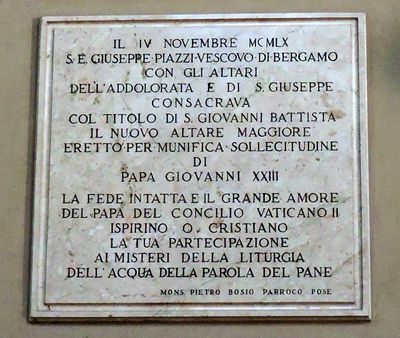 IL IV NOVEMBRE MCMLX
S. E. GIUSEPPE·PIAZZI·VESCOVO·DI·BERGAMO
CON GLI ALTARI
DELL'ADDOLORATA E DI S. GIUSEPPE
CONSACRAVA
COL TITOLO DI S. GIOVANNI BATTISTA
IL NUOVO ALTARE MAGGIORE
ERETTO·PER·MUNIFICA·SOLLECITUDINE
DI
PAPA GIOVANNI XXIII
LA FEDE INTATTA E IL GRANDE AMORE
DEL PAPA DEL CONCILIO VATICANO II
ISPIRINO O CRISTIANO
LA TUA PARTECIPAZIONE
AI MISTERI DELLA LITURGIA
DELL'ACQUA DELLA PAROLA DEL PANE
MONS. PIETRO BOSIO PARROCO POSE